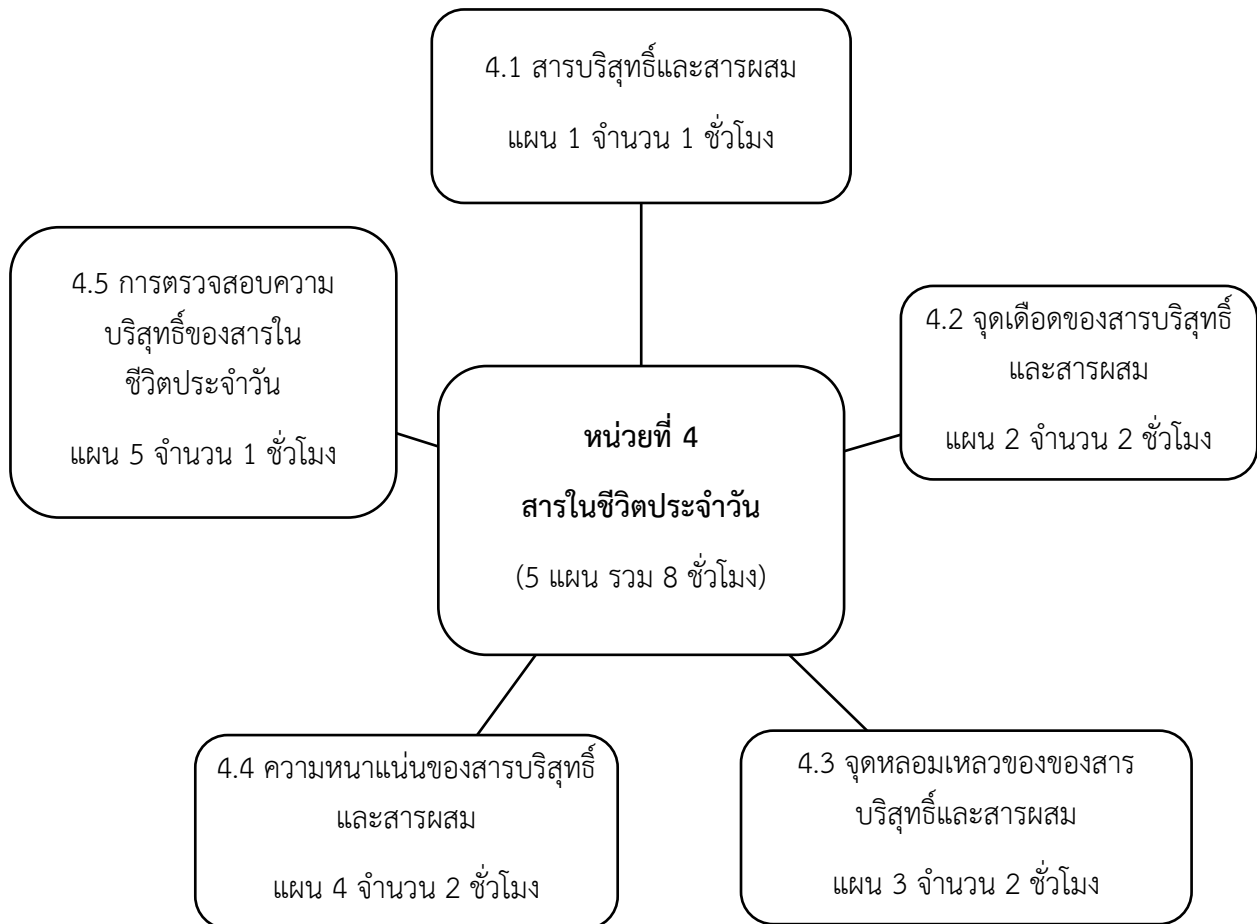 4.1 สารบริสุทธิ์และสารผสม
แผน 1 จำนวน 1 ชั่วโมง
4.5 การตรวจสอบความ
บริสุทธิ์ของสารใน
ชีวิตประจำวัน
แผน 5 จำนวน 1 ชั่วโมง
4.2 จุดเดือดของสารบริสุทธิ์
และสารผสม
แผน 2 จำนวน 2 ชั่วโมง
หน่วยที่ 4
สารในชีวิตประจำวัน
(5 แผน รวม 8 ชั่วโมง)
4.4 ความหนาแน่นของสารบริสุทธิ์
และสารผสม
แผน 4 จำนวน 2 ชั่วโมง
4.3 จุดหลอมเหลวของของสาร
บริสุทธิ์และสารผสม
แผน 3 จำนวน 2 ชั่วโมง